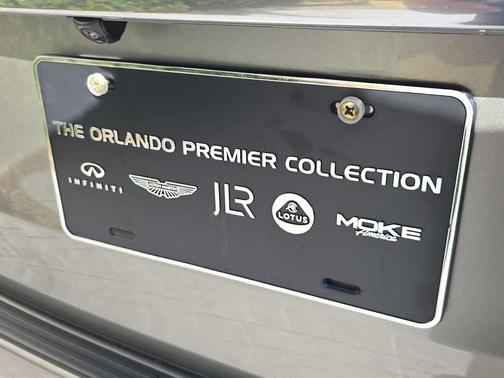 THE ORLANDO PREMIER COLLECTION
INFINITI JLR LOTUS MOKE
America